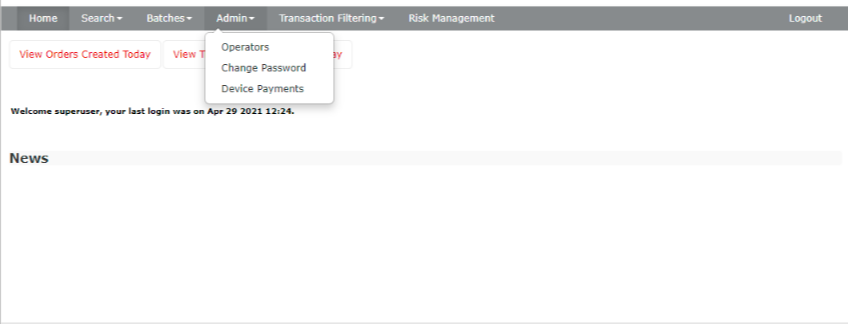 Home Search Batches Admin Transaction Filtering Risk Management Logout
View Orders Created Today View T ay
Operators
Change Password
Device Payments
Welcome superuser, your last login was on Apr 29 2021 12:24.
News